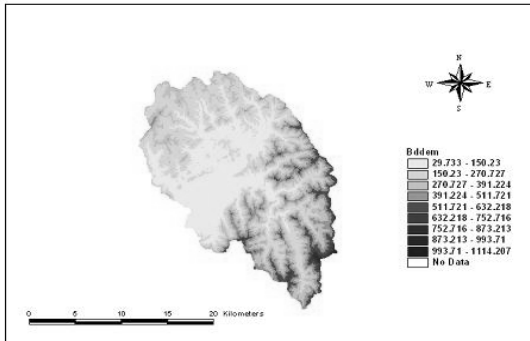 N
W E
S
Bddem
29.733 - 150.23
150.23 - 270.727
270.727 - 391.224
391.224 - 511.721
511.721 - 632.218
632.218 - 752.716
752.716 - 873.213
873.213 - 993.71
993.71 - 1114.207
No Data
0 5 10 15 20 Kilometers